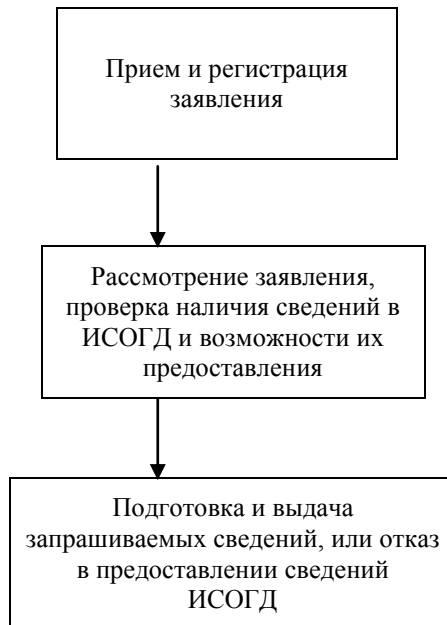 Прием и регистрация
заявления
Рассмотрение заявления,
проверка наличия сведений в
ИСОГД и возможности их
предоставления
Подготовка и выдача
запрашиваемых сведений, или отказ
в предоставлении сведений
ИСОГД